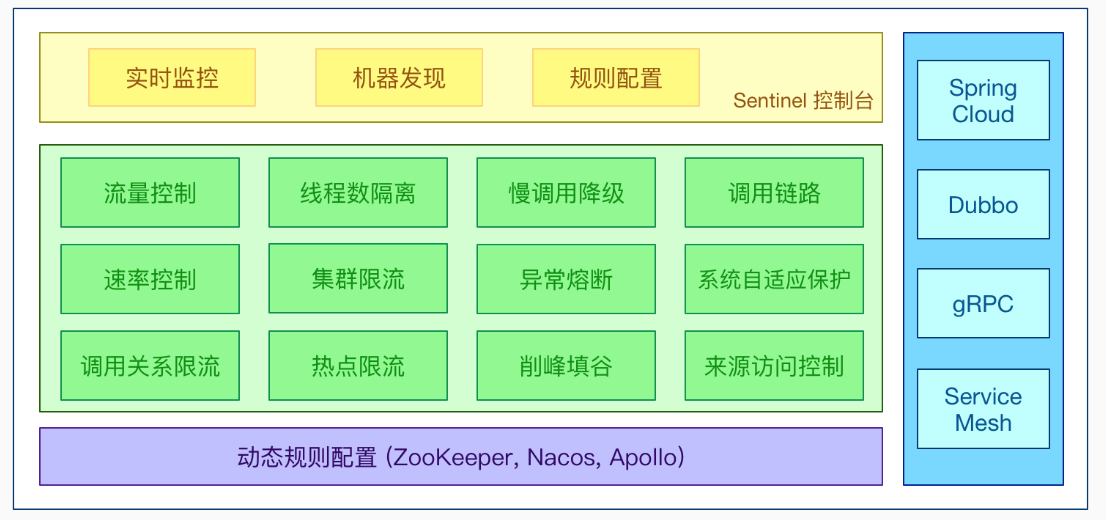 实时监控
机器发现
规则配置
Sentinel 控制台
流量控制
线程数隔离
慢调用降级
调用链路
速率控制
集群限流
异常熔断
系统自适应保护
调用关系限流
热点限流
削峰填谷
来源访问控制
动态规则配置 (ZooKeeper, Nacos, Apollo)
Spring
Cloud
Dubbo
gRPC
Service
Mesh